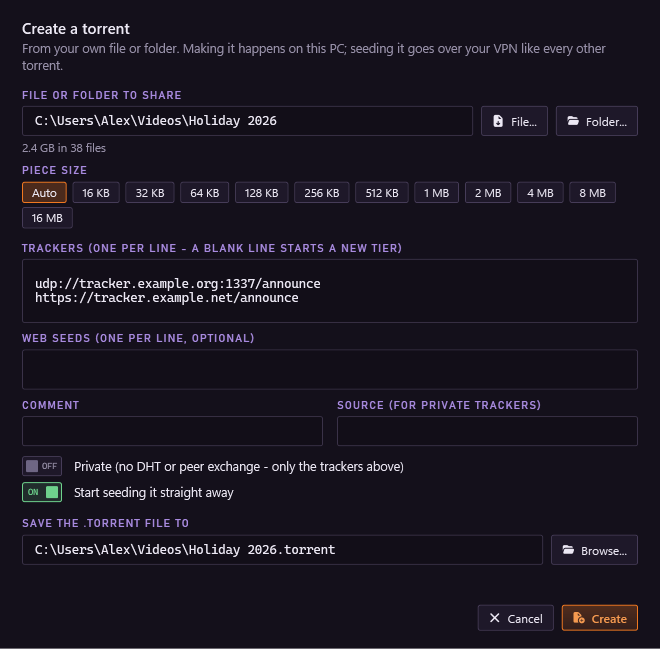 Create a torrent
From your own file or folder. Making it happens on this PC; seeding it goes over your VPN like every other
torrent.
FILE OR FOLDER TO SHARE
C:\Users\Alex\Videos\Holiday 2026
File...
Folder...
2.4 GB in 38 files
PIECE SIZE
Auto 16 KB 32 KB 64 KB 128 KB 256 KB 512 KB 1 MB 2 MB 4 MB 8 MB
16 MB
TRACKERS (ONE PER LINE - A BLANK LINE STARTS A NEW TIER)
udp://tracker.example.org:1337/announce
https://tracker.example.net/announce
WEB SEEDS (ONE PER LINE, OPTIONAL)
COMMENT
SOURCE (FOR PRIVATE TRACKERS)
OFF Private (no DHT or peer exchange - only the trackers above)
ON Start seeding it straight away
SAVE THE .TORRENT FILE TO
C:\Users\Alex\Videos\Holiday 2026.torrent
Browse...
Cancel
Create